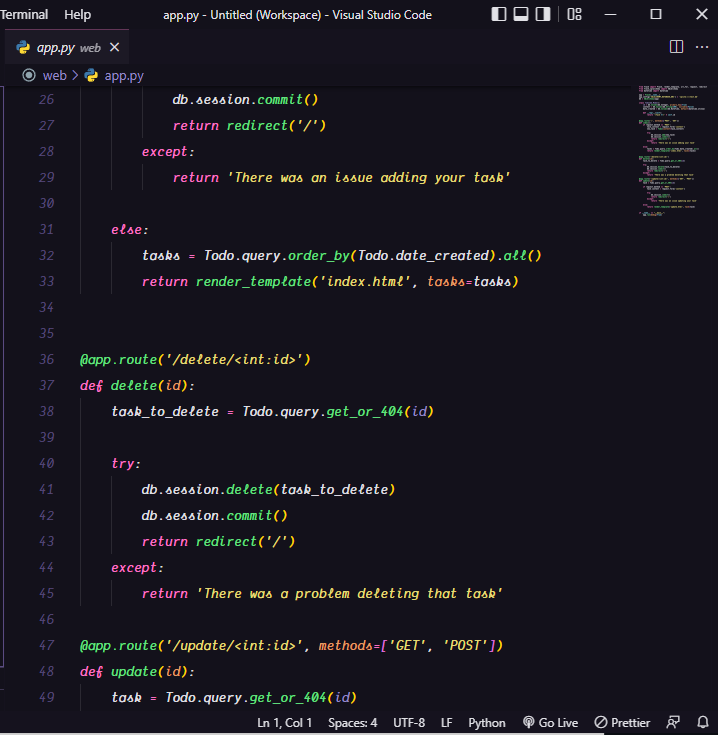 Terminal Help app.py - Untitled (Workspace) - Visual Studio Code
app.py web
web > app.py
26 db.session.commit()
27 return redirect('/')
28 except:
29 return 'There was an issue adding your task'
30
31 else:
32 tasks = Todo.query.order_by(Todo.date_created).all()
33 return render_template('index.html', tasks=tasks)
34
35
36 @app.route('/delete/<int:id>')
37 def delete(id):
38 task_to_delete = Todo.query.get_or_404(id)
39
40 try:
41 db.session.delete(task_to_delete)
42 db.session.commit()
43 return redirect('/')
44 except:
45 return 'There was a problem deleting that task'
46
47 @app.route('/update/<int:id>', methods=['GET', 'POST'])
48 def update(id):
49 task = Todo.query.get_or_404(id)
Ln 1, Col 1 Spaces: 4 UTF-8 LF Python Go Live Prettier